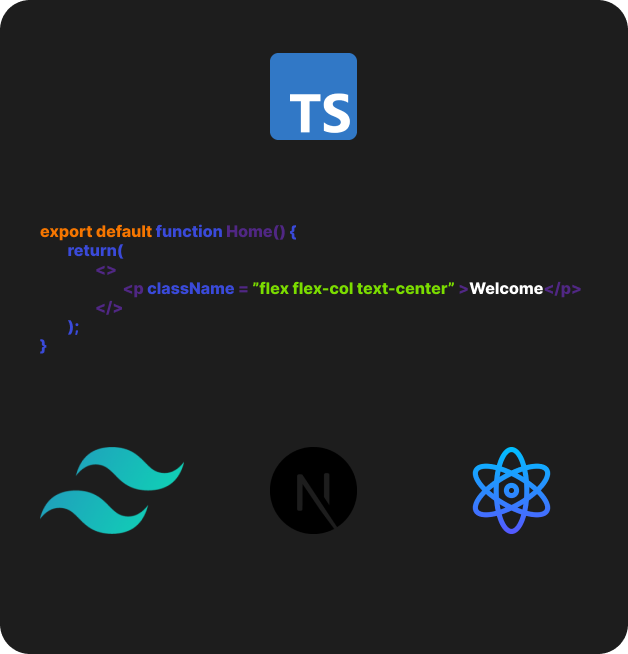 TS
export default function Home() {
return(
<>
<p className = ”flex flex-col text-center” >Welcome</p>
</>
);
}
N